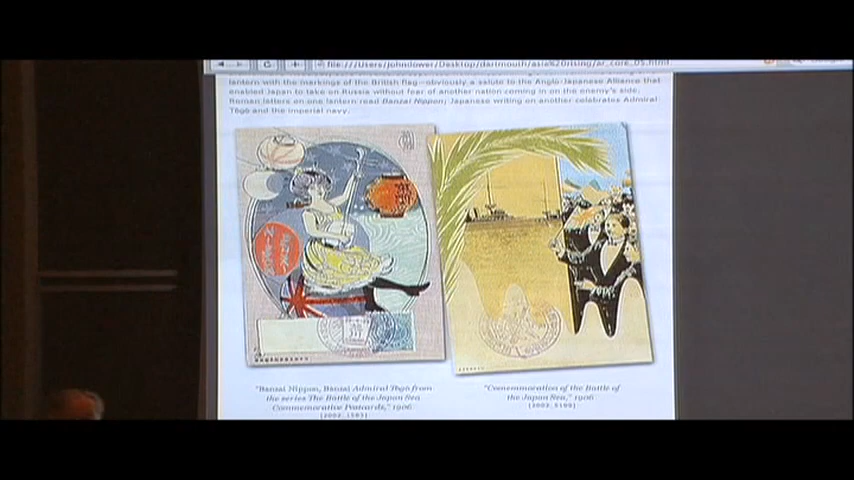 file:///Users/johndower/Desktop/dartmouth/asia%20rising/ar_core_05.html
lantern with the markings of the British flag—obviously a salute to the Anglo-Japanese Alliance that
enabled Japan to take on Russia without fear of another nation coming in on the enemy's side.
Roman letters on one lantern read Banzai Nippon; Japanese writing on another celebrates Admiral
Tōgō and the imperial navy.
"Banzai Nippon, Banzai Admiral Tōgō from
the series The Battle of the Japan Sea
Commemorative Postcards," 1906
"Commemoration of the Battle of
the Japan Sea," 1906